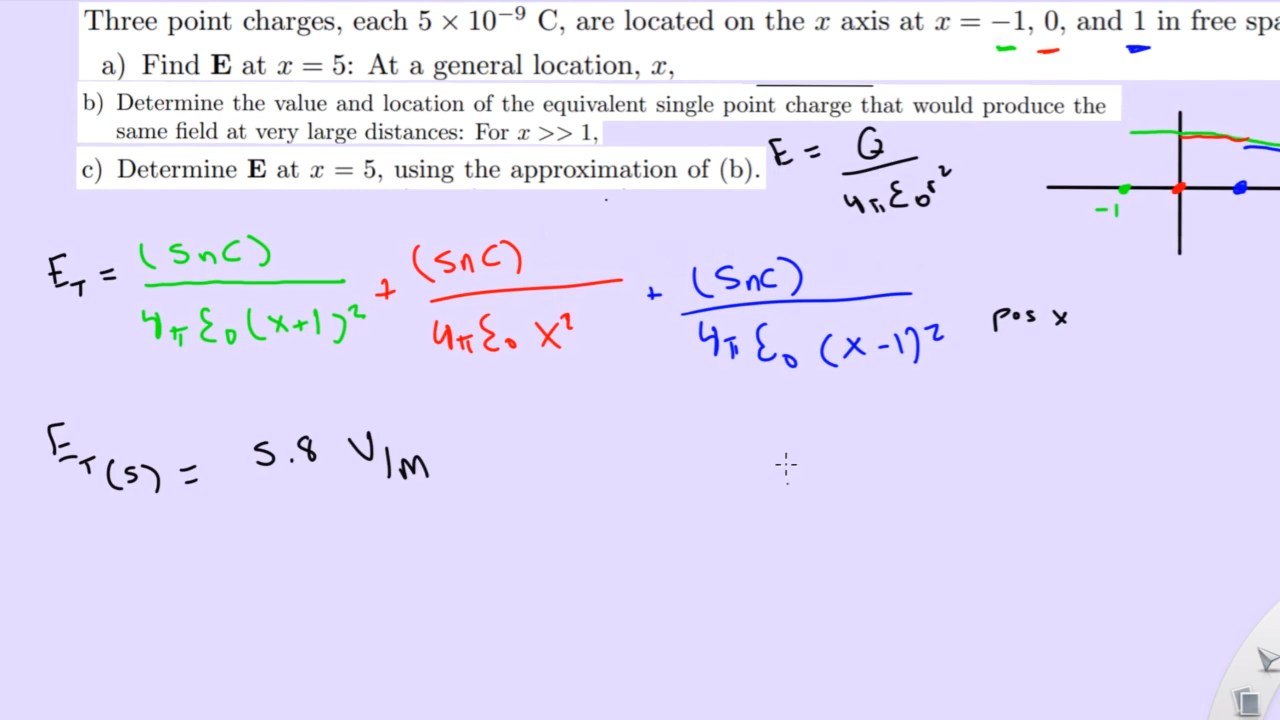 Three point charges, each 5 × 10⁻⁹ C, are located on the x axis at x = −1, 0, and 1 in free spa
a) Find E at x = 5: At a general location, x,
b) Determine the value and location of the equivalent single point charge that would produce the
same field at very large distances: For x >> 1,
c) Determine E at x = 5, using the approximation of (b).
E = Q / 4πε₀r²
-1
E_T = (5nC) / 4πε₀(x+1)² + (5nC) / 4πε₀ x² + (5nC) / 4πε₀ (x-1)²
pos x
E_T(5) = 5.8 V/m